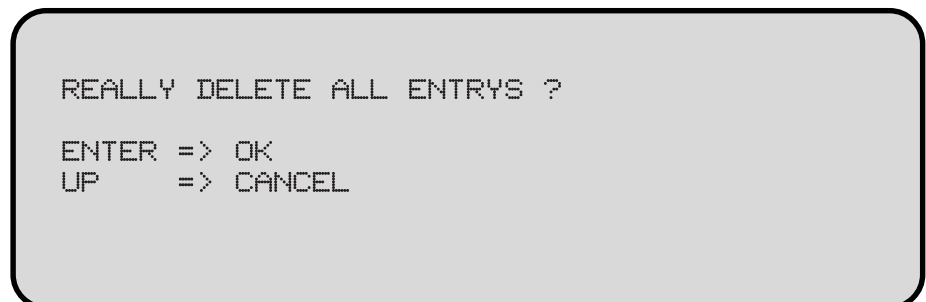 REALLY DELETE ALL ENTRYS ?
ENTER => OK
UP => CANCEL